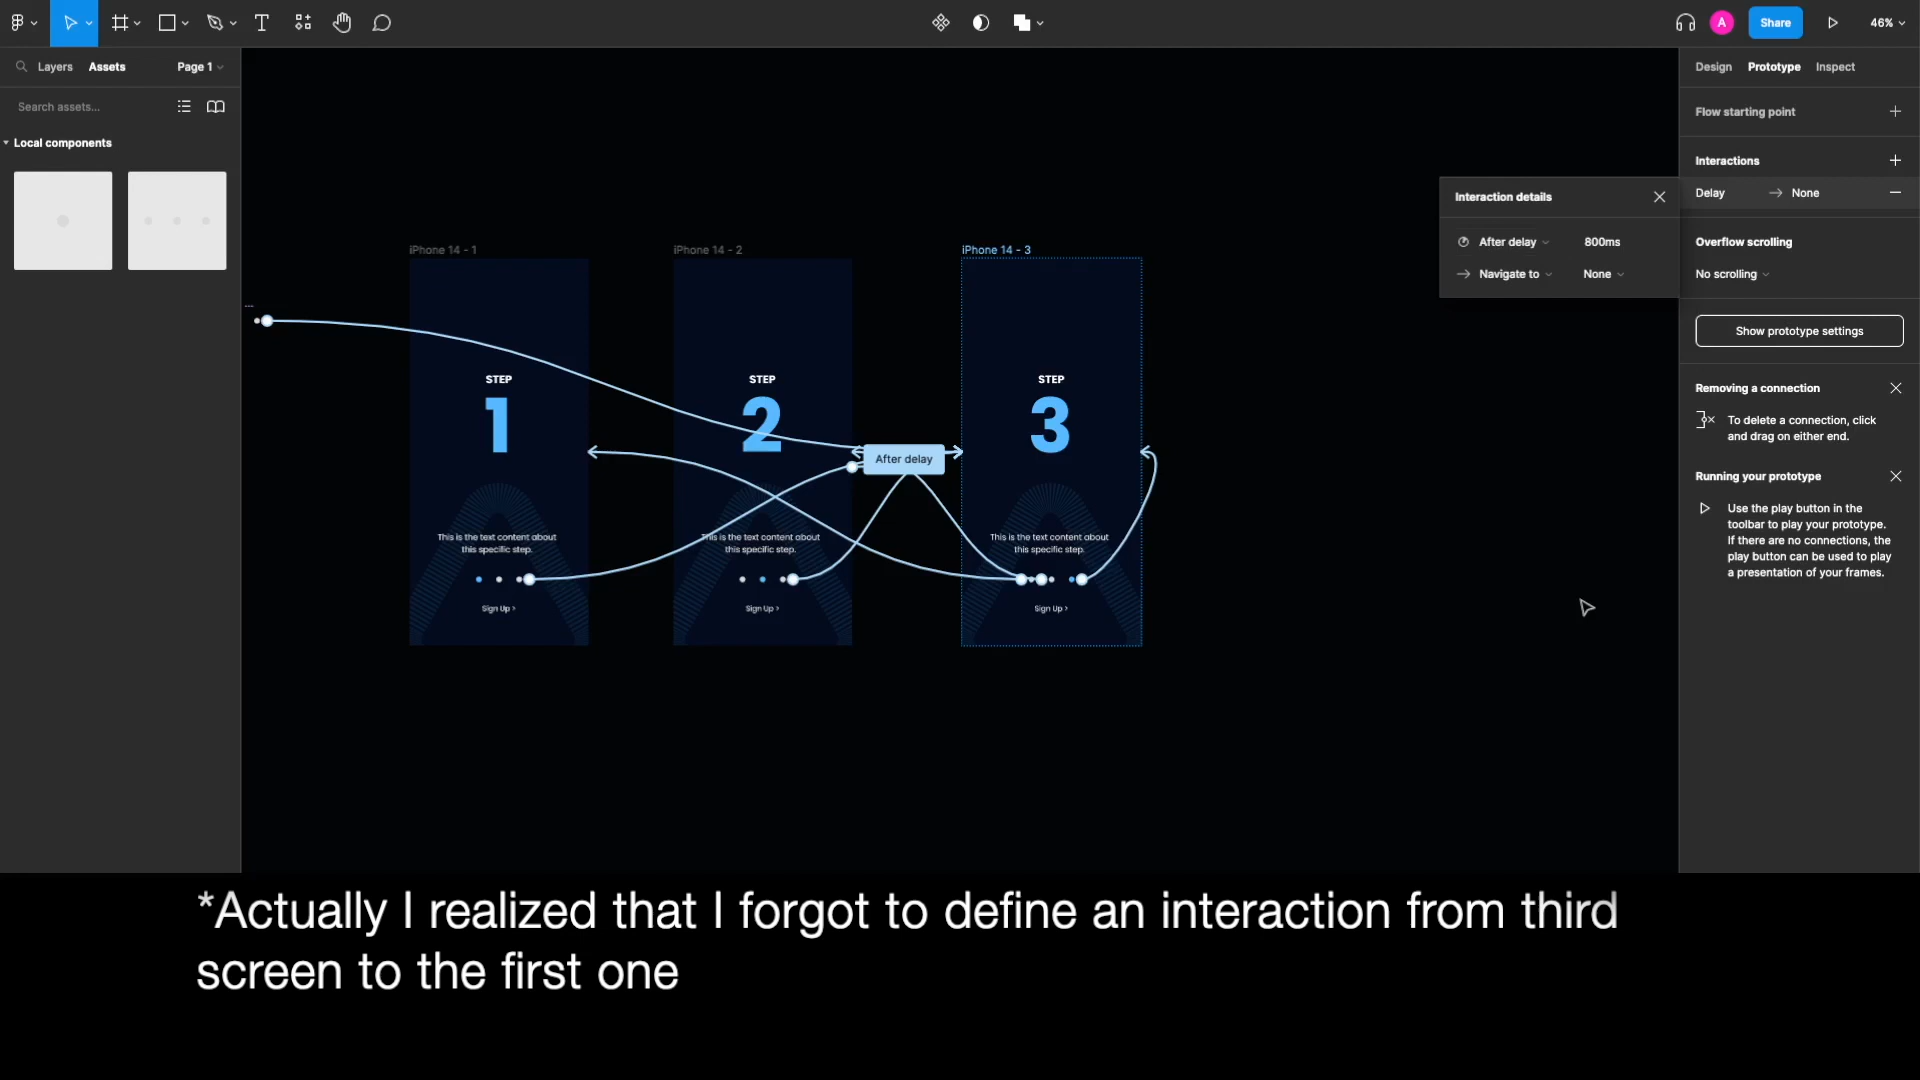 Share
46%
Layers
Assets
Page 1
Search assets...
Local components
iPhone 14 - 1
iPhone 14 - 2
iPhone 14 - 3
STEP
1
This is the text content about
this specific step.
Sign Up >
STEP
2
This is the text content about
this specific step.
Sign Up >
After delay
STEP
3
This is the text content about
this specific step.
Sign Up >
Interaction details
After delay
800ms
Navigate to
None
A
Design
Prototype
Inspect
Flow starting point
Interactions
Delay
None
Overflow scrolling
No scrolling
Show prototype settings
Removing a connection
To delete a connection, click
and drag on either end.
Running your prototype
Use the play button in the
toolbar to play your prototype.
If there are no connections, the
play button can be used to play
a presentation of your frames.
*Actually I realized that I forgot to define an interaction from third
screen to the first one